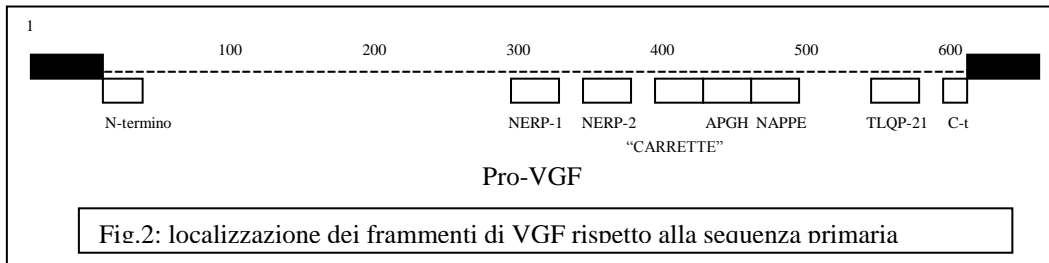 1
100 200 300 400 500 600
N-termino NERP-1 NERP-2 APGH NAPPE TLQP-21 C-t
“CARRETTE”
Pro-VGF
Fig.2: localizzazione dei frammenti di VGF rispetto alla sequenza primaria